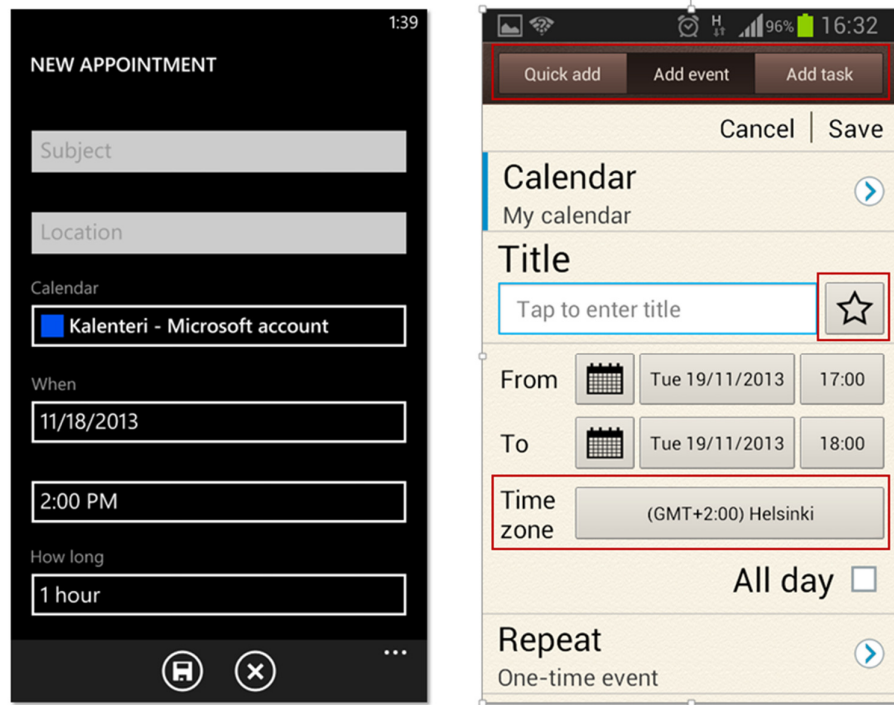 1:39
NEW APPOINTMENT
Subject
Location
Calendar
Kalenteri - Microsoft account
When
11/18/2013
2:00 PM
How long
1 hour
H 96% 16:32
Quick add Add event Add task
Cancel | Save
Calendar
My calendar
Title
Tap to enter title
From Tue 19/11/2013 17:00
To Tue 19/11/2013 18:00
Time
zone
(GMT+2:00) Helsinki
All day
Repeat
One-time event